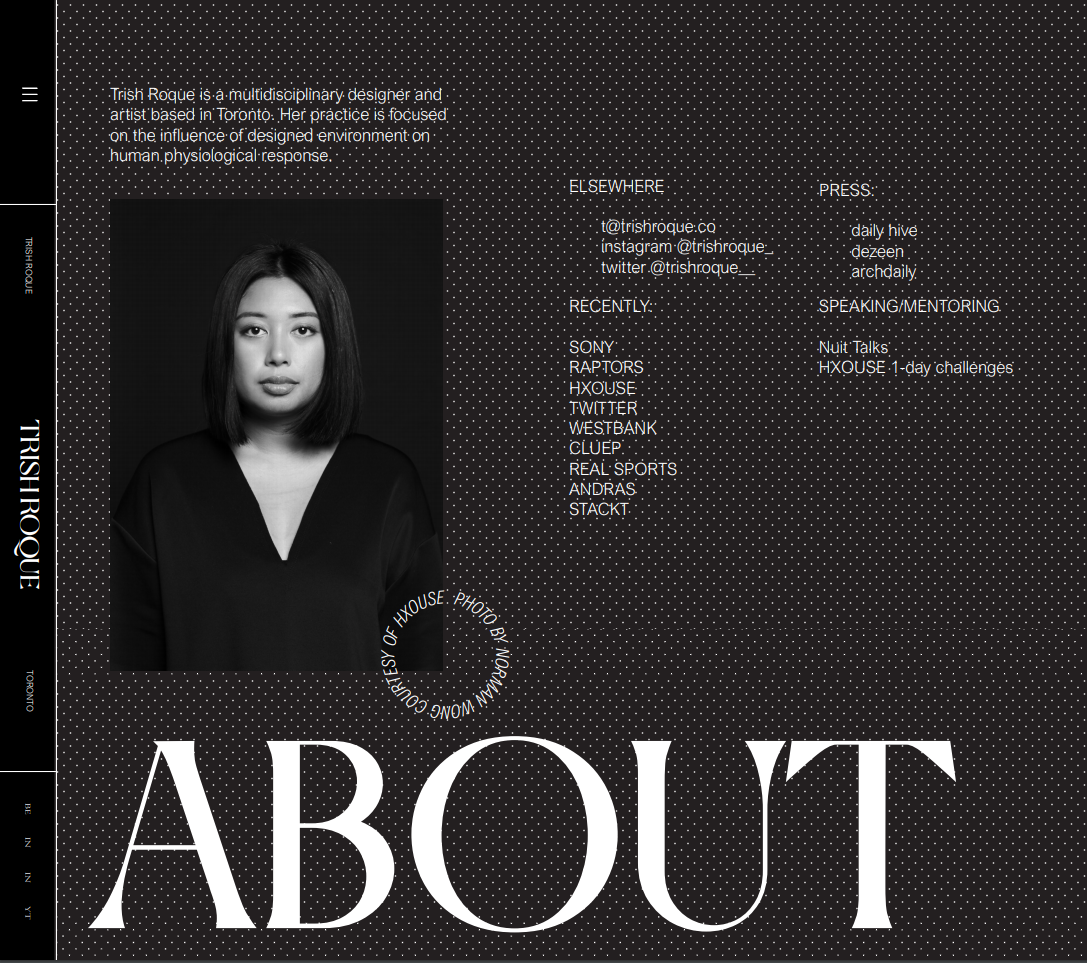 TRISH ROQUE
TRISH ROQUE
TORONTO
BE
IN
IN
YT
Trish Roque is a multidisciplinary designer and
artist based in Toronto. Her practice is focused
on the influence of designed environment on
human physiological response.
ELSEWHERE
t@trishroque.co
instagram @trishroque_
twitter @trishroque__
RECENTLY:
SONY
RAPTORS
HXOUSE
TWITTER
WESTBANK
CLUEP
REAL SPORTS
ANDRAS
STACKT
PRESS:
daily hive
dezeen
archdaily
SPEAKING/MENTORING
Nuit Talks
HXOUSE 1-day challenges
PHOTO BY NORMAN WONG COURTESY OF HXOUSE.
ABOUT